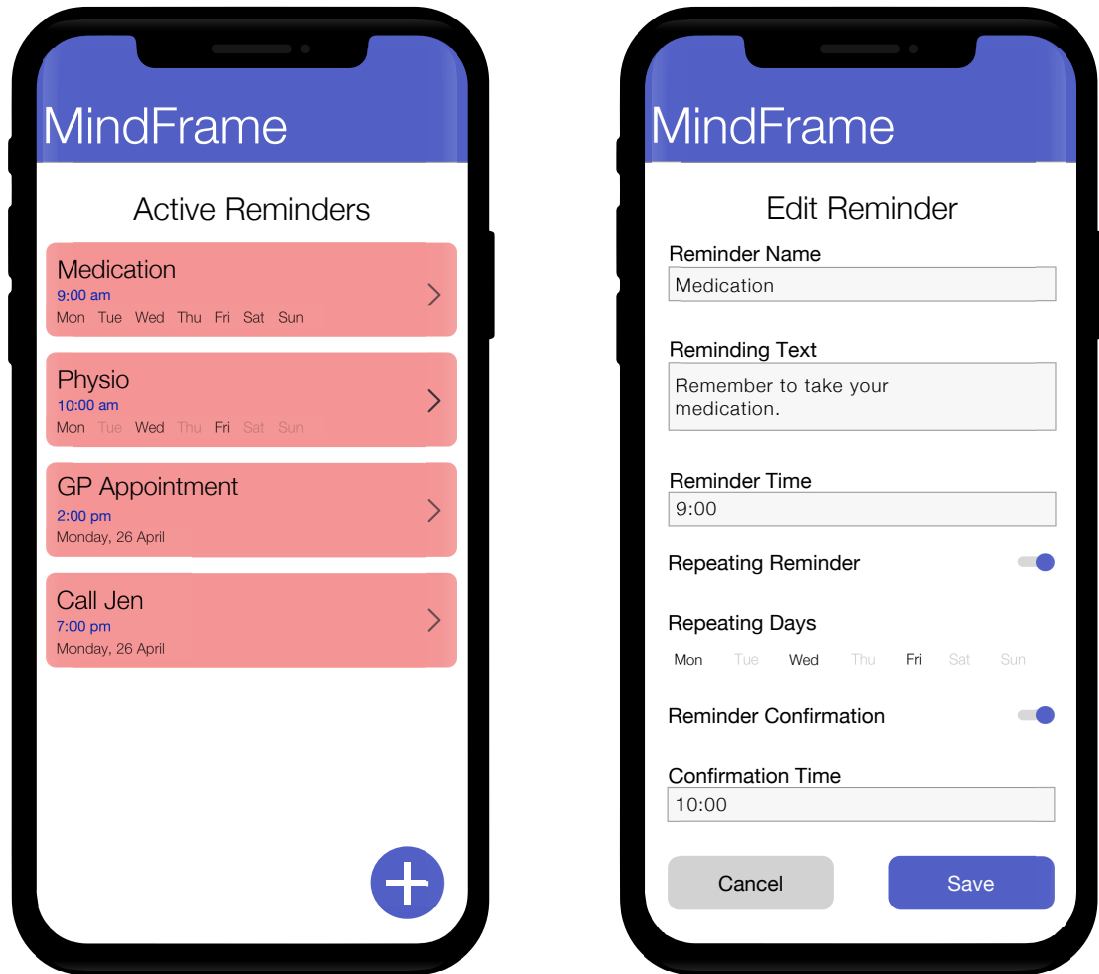 MindFrame
Active Reminders
Medication
9:00 am
Mon Tue Wed Thu Fri Sat Sun
Physio
10:00 am
Mon Tue Wed Thu Fri Sat Sun
GP Appointment
2:00 pm
Monday, 26 April
Call Jen
7:00 pm
Monday, 26 April
MindFrame
Edit Reminder
Reminder Name
Medication
Reminding Text
Remember to take your
medication.
Reminder Time
9:00
Repeating Reminder
Repeating Days
Mon Tue Wed Thu Fri Sat Sun
Reminder Confirmation
Confirmation Time
10:00
Cancel Save